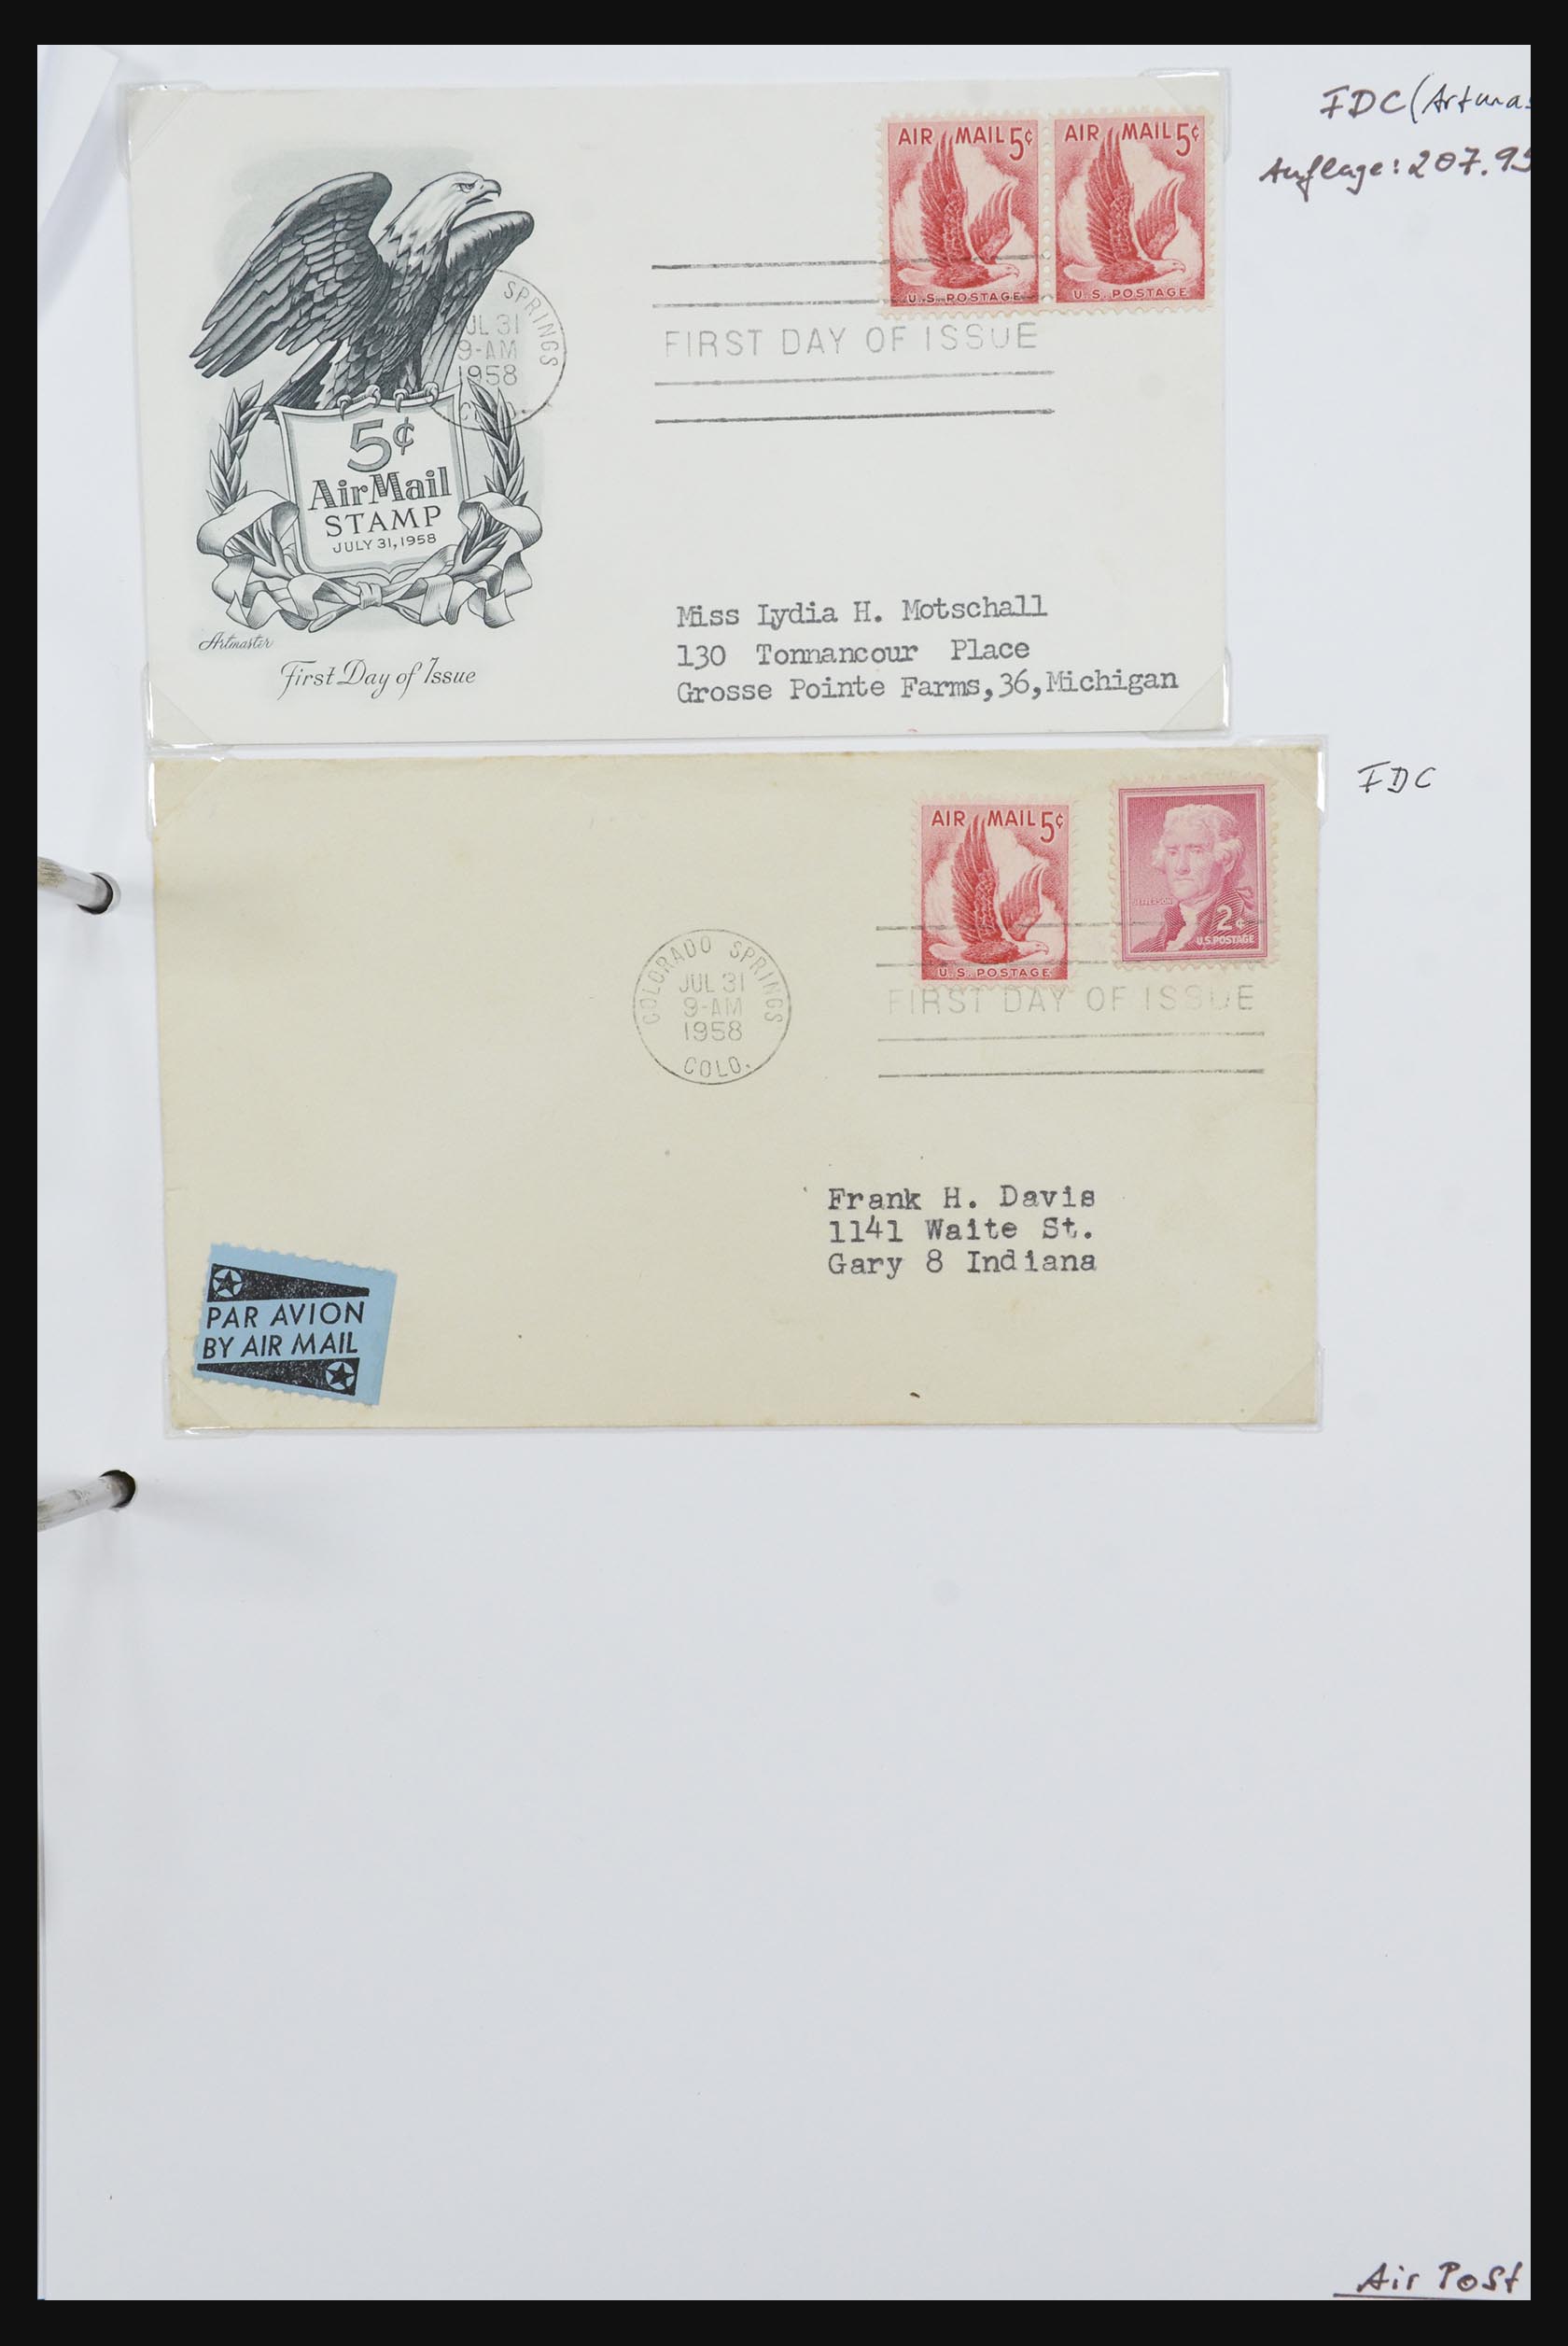 FDC (Artmas
Auflage: 207.95
AIR MAIL 5¢
U.S. POSTAGE
AIR MAIL 5¢
U.S. POSTAGE
SPRINGS
JUL 31
9-AM
1958
COLO.
FIRST DAY OF ISSUE
5¢
Air Mail
STAMP
JULY 31, 1958
Artmaster
First Day of Issue
Miss Lydia H. Motschall
130 Tonnancour Place
Grosse Pointe Farms, 36, Michigan
FDC
AIR MAIL 5¢
U.S. POSTAGE
JEFFERSON
2¢
U.S. POSTAGE
COLORADO SPRINGS
JUL 31
9-AM
1958
COLO.
FIRST DAY OF ISSUE
Frank H. Davis
1141 Waite St.
Gary 8 Indiana
PAR AVION
BY AIR MAIL
Air Post